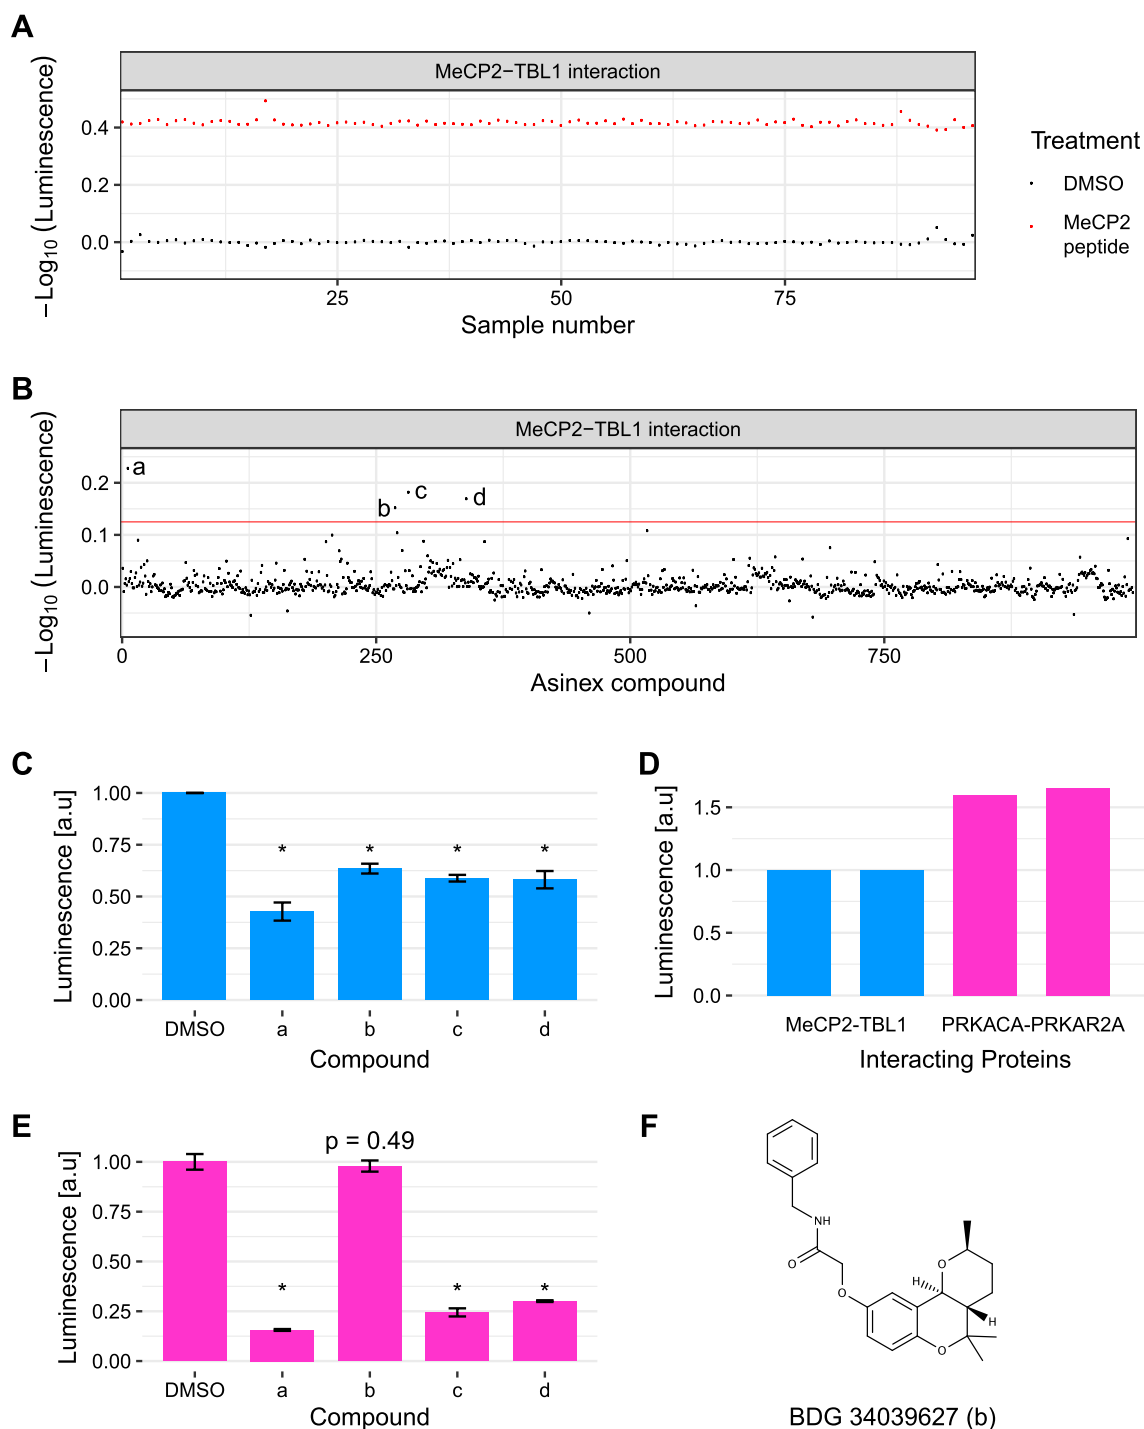 A
MeCP2−TBL1 interaction
−Log10 (Luminescence)
0.4
0.2
0.0
25
50
75
Sample number
Treatment
DMSO
MeCP2
peptide
B
MeCP2−TBL1 interaction
−Log10 (Luminescence)
0.2
0.1
0.0
a
b
c
d
0
250
500
750
Asinex compound
C
Luminescence [a.u]
1.00
0.75
0.50
0.25
0.00
* * * *
DMSO a b c d
Compound
D
Luminescence [a.u]
1.5
1.0
0.5
0.0
MeCP2-TBL1 PRKACA-PRKAR2A
Interacting Proteins
E
Luminescence [a.u]
p = 0.49
1.00
0.75
0.50
0.25
0.00
* * *
DMSO a b c d
Compound
F
NH
O
O
H
O
H
O
BDG 34039627 (b)